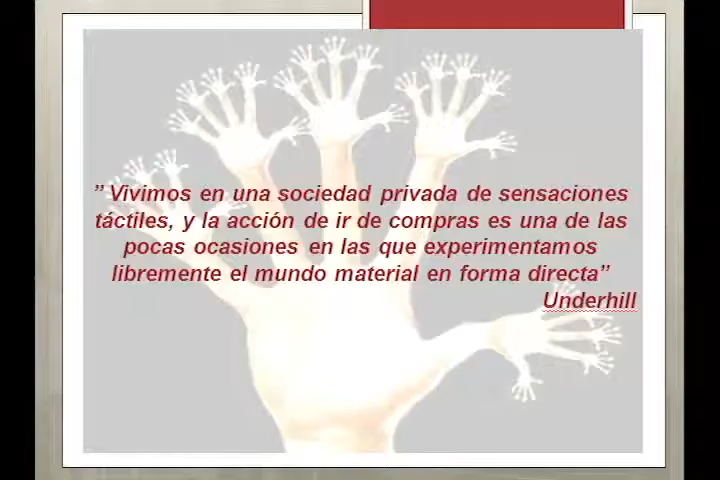 ” Vivimos en una sociedad privada de sensaciones
táctiles, y la acción de ir de compras es una de las
pocas ocasiones en las que experimentamos
libremente el mundo material en forma directa”
Underhill